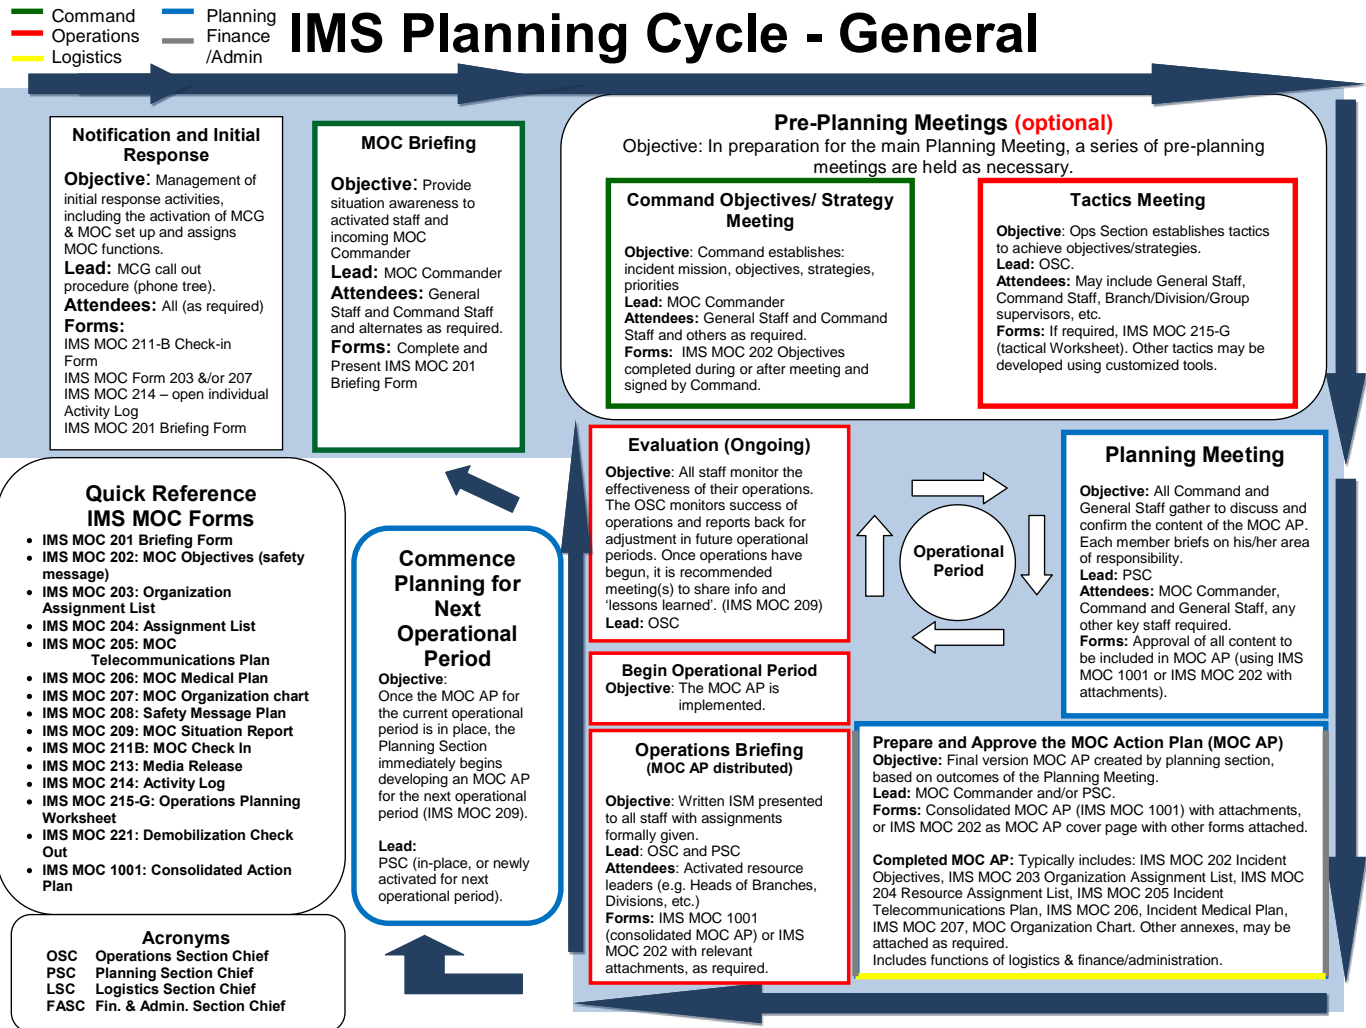 Command
Operations
Logistics
Planning
Finance
/Admin
IMS Planning Cycle - General
Notification and Initial
Response
Objective: Management of
initial response activities,
including the activation of MCG
& MOC set up and assigns
MOC functions.
Lead: MCG call out
procedure (phone tree).
Attendees: All (as required)
Forms:
IMS MOC 211-B Check-in
Form
IMS MOC Form 203 &/or 207
IMS MOC 214 – open individual
Activity Log
IMS MOC 201 Briefing Form
MOC Briefing
Objective: Provide
situation awareness to
activated staff and
incoming MOC
Commander
Lead: MOC Commander
Attendees: General
Staff and Command Staff
and alternates as required.
Forms: Complete and
Present IMS MOC 201
Briefing Form
Pre-Planning Meetings (optional)
Objective: In preparation for the main Planning Meeting, a series of pre-planning
meetings are held as necessary.
Command Objectives/ Strategy
Meeting
Objective: Command establishes:
incident mission, objectives, strategies,
priorities
Lead: MOC Commander
Attendees: General Staff and Command
Staff and others as required.
Forms: IMS MOC 202 Objectives
completed during or after meeting and
signed by Command.
Tactics Meeting
Objective: Ops Section establishes tactics
to achieve objectives/strategies.
Lead: OSC.
Attendees: May include General Staff,
Command Staff, Branch/Division/Group
supervisors, etc.
Forms: If required, IMS MOC 215-G
(tactical Worksheet). Other tactics may be
developed using customized tools.
Quick Reference
IMS MOC Forms
• IMS MOC 201 Briefing Form
• IMS MOC 202: MOC Objectives (safety
message)
• IMS MOC 203: Organization
Assignment List
• IMS MOC 204: Assignment List
• IMS MOC 205: MOC
Telecommunications Plan
• IMS MOC 206: MOC Medical Plan
• IMS MOC 207: MOC Organization chart
• IMS MOC 208: Safety Message Plan
• IMS MOC 209: MOC Situation Report
• IMS MOC 211B: MOC Check In
• IMS MOC 213: Media Release
• IMS MOC 214: Activity Log
• IMS MOC 215-G: Operations Planning
Worksheet
• IMS MOC 221: Demobilization Check
Out
• IMS MOC 1001: Consolidated Action
Plan
Acronyms
OSC Operations Section Chief
PSC Planning Section Chief
LSC Logistics Section Chief
FASC Fin. & Admin. Section Chief
Commence
Planning for
Next
Operational
Period
Objective:
Once the MOC AP for
the current operational
period is in place, the
Planning Section
immediately begins
developing an MOC AP
for the next operational
period (IMS MOC 209).
Lead:
PSC (in-place, or newly
activated for next
operational period).
Evaluation (Ongoing)
Objective: All staff monitor the
effectiveness of their operations.
The OSC monitors success of
operations and reports back for
adjustment in future operational
periods. Once operations have
begun, it is recommended
meeting(s) to share info and
‘lessons learned’. (IMS MOC 209)
Lead: OSC
Begin Operational Period
Objective: The MOC AP is
implemented.
Operations Briefing
(MOC AP distributed)
Objective: Written ISM presented
to all staff with assignments
formally given.
Lead: OSC and PSC
Attendees: Activated resource
leaders (e.g. Heads of Branches,
Divisions, etc.)
Forms: IMS MOC 1001
(consolidated MOC AP) or IMS
MOC 202 with relevant
attachments, as required.
Operational
Period
Planning Meeting
Objective: All Command and
General Staff gather to discuss and
confirm the content of the MOC AP.
Each member briefs on his/her area
of responsibility.
Lead: PSC
Attendees: MOC Commander,
Command and General Staff, any
other key staff required.
Forms: Approval of all content to
be included in MOC AP (using IMS
MOC 1001 or IMS MOC 202 with
attachments).
Prepare and Approve the MOC Action Plan (MOC AP)
Objective: Final version MOC AP created by planning section,
based on outcomes of the Planning Meeting.
Lead: MOC Commander and/or PSC.
Forms: Consolidated MOC AP (IMS MOC 1001) with attachments,
or IMS MOC 202 as MOC AP cover page with other forms attached.
Completed MOC AP: Typically includes: IMS MOC 202 Incident
Objectives, IMS MOC 203 Organization Assignment List, IMS MOC
204 Resource Assignment List, IMS MOC 205 Incident
Telecommunications Plan, IMS MOC 206, Incident Medical Plan,
IMS MOC 207, MOC Organization Chart. Other annexes, may be
attached as required.
Includes functions of logistics & finance/administration.